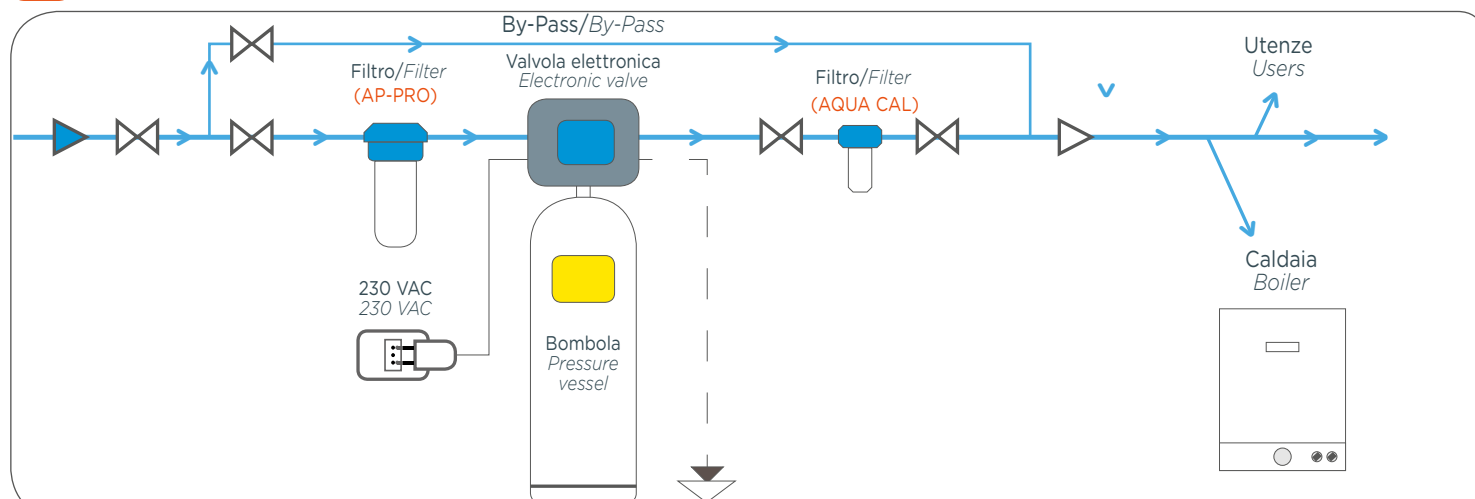 By-Pass/By-Pass
Valvola elettronica
Electronic valve
Filtro/Filter
(AP-PRO)
Filtro/Filter
(AQUA CAL)
Utenze
Users
230 VAC
230 VAC
Bombola
Pressure
vessel
Caldaia
Boiler